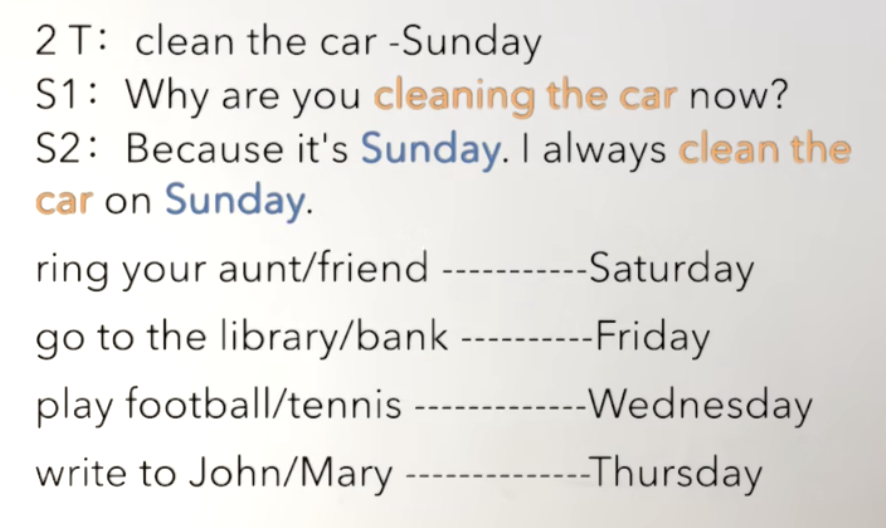 2 T: clean the car -Sunday
S1: Why are you cleaning the car now?
S2: Because it's Sunday. I always clean the
car on Sunday.
ring your aunt/friend -----------Saturday
go to the library/bank ----------Friday
play football/tennis -------------Wednesday
write to John/Mary --------------Thursday